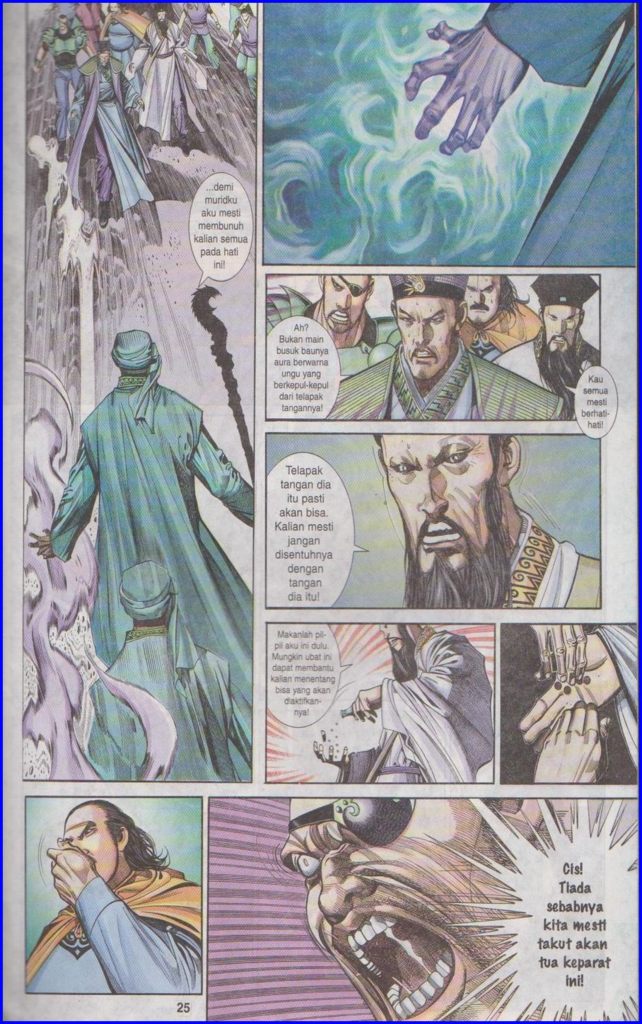 ...demi
muridku
aku mesti
membunuh
kalian semua
pada hati
ini!
Ah?
Bukan main
busuk baunya
aura berwarna
ungu yang
berkepul-kepul
dari telapak
tangannya!
Kau
semua
mesti
berhati-
hati!
Telapak
tangan dia
itu pasti
akan bisa.
Kalian mesti
jangan
disentuhnya
dengan
tangan
dia itu!
Makanlah pil-
pil aku ini dulu.
Mungkin ubat ini
dapat membantu
kalian menentang
bisa yang akan
diaktifkan-
nya!
Cis!
Tiada
sebabnya
kita mesti
takut akan
tua keparat
ini!
25